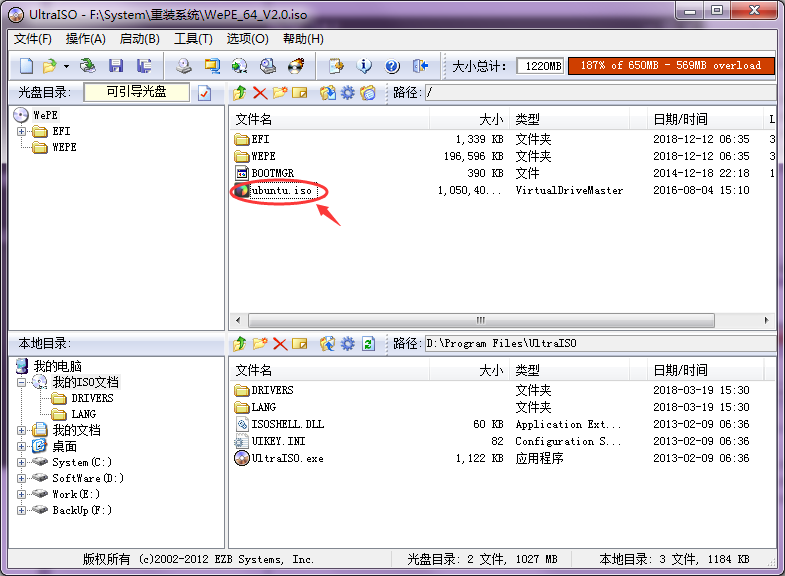 UltraISO - F:\System\重装系统\WePE_64_V2.0.iso
文件(F) 操作(A) 启动(B) 工具(T) 选项(O) 帮助(H)
大小总计: 1220MB 187% of 650MB - 569MB overload
光盘目录: 可引导光盘 路径: /
WePE
EFI
WEPE
文件名 大小 类型 日期/时间 L
EFI 1,339 KB 文件夹 2018-12-12 06:35 3
WEPE 196,596 KB 文件夹 2018-12-12 06:35 3
BOOTMGR 390 KB 文件 2014-12-18 22:18 1
ubuntu.iso 1,050,40... VirtualDriveMaster 2016-08-04 15:10
本地目录: 路径: D:\Program Files\UltraISO
我的电脑
我的ISO文档
DRIVERS
LANG
我的文档
桌面
System(C:)
SoftWare(D:)
Work(E:)
BackUp(F:)
文件名 大小 类型 日期/时间
DRIVERS 文件夹 2018-03-19 15:30
LANG 文件夹 2018-03-19 15:30
ISOSHELL.DLL 60 KB Application Ext... 2013-02-09 06:36
UIKEY.INI 82 Configuration S... 2013-02-09 06:36
UltraISO.exe 1,122 KB 应用程序 2013-02-09 06:36
版权所有 (c)2002-2012 EZB Systems, Inc. 光盘目录: 2 文件, 1027 MB 本地目录: 3 文件, 1184 KB